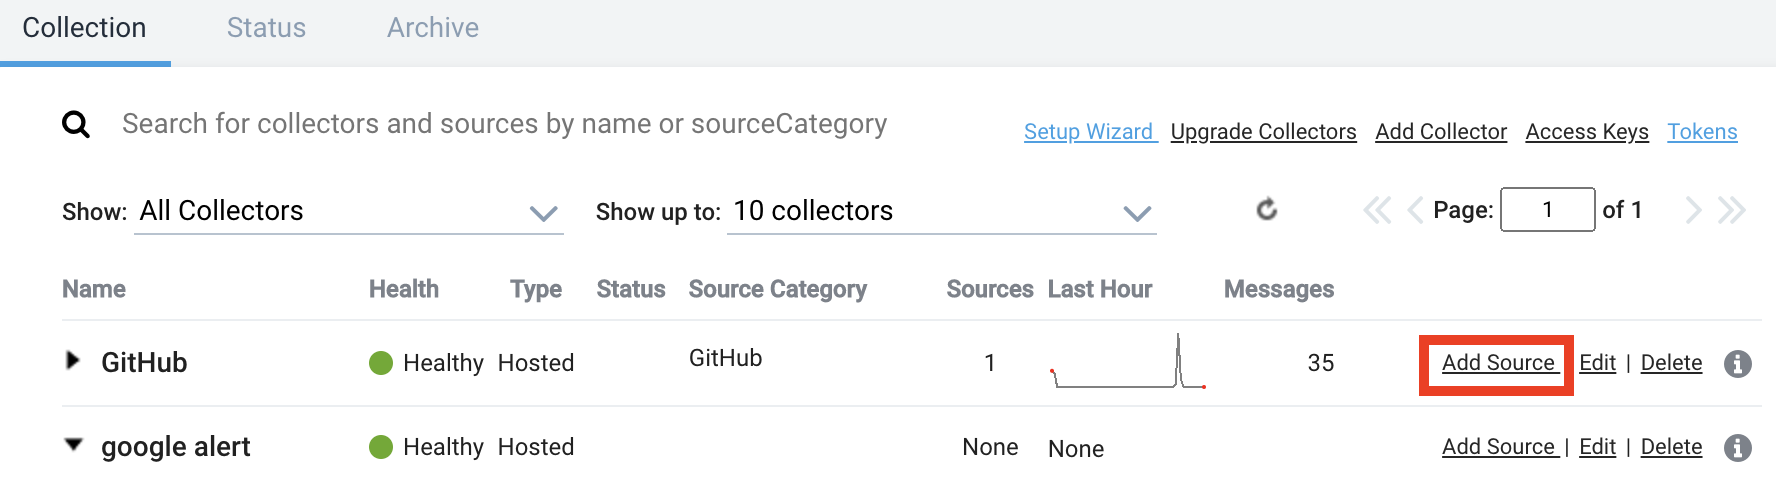 Collection Status Archive
Search for collectors and sources by name or sourceCategory
Setup Wizard Upgrade Collectors Add Collector Access Keys Tokens
Show: All Collectors Show up to: 10 collectors Page: 1 of 1
Name Health Type Status Source Category Sources Last Hour Messages
GitHub Healthy Hosted GitHub 1 35 Add Source Edit | Delete
google alert Healthy Hosted None None Add Source | Edit | Delete